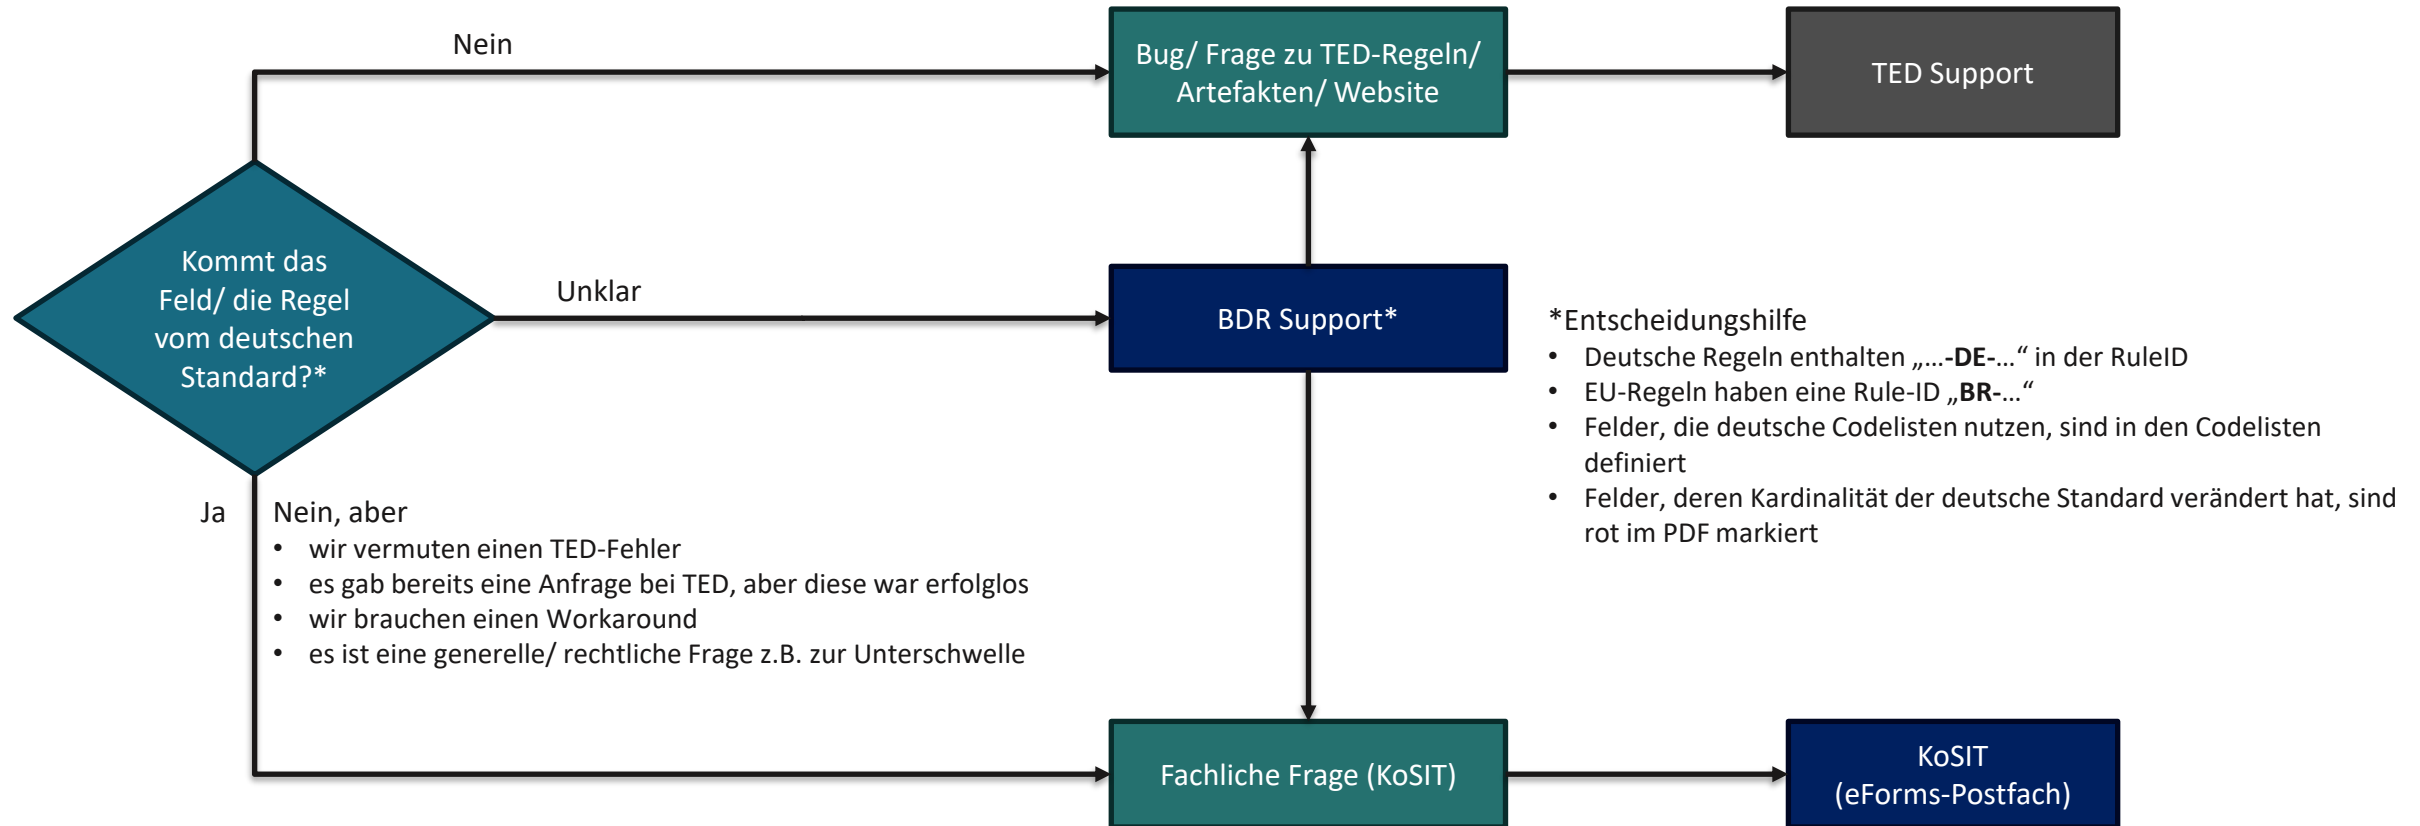 Nein
Bug/ Frage zu TED-Regeln/
Artefakten/ Website
TED Support
Kommt das
Feld/ die Regel
vom deutschen
Standard?*
Unklar
BDR Support*
*Entscheidungshilfe
• Deutsche Regeln enthalten „...-DE-...“ in der RuleID
• EU-Regeln haben eine Rule-ID „BR-...“
• Felder, die deutsche Codelisten nutzen, sind in den Codelisten
definiert
• Felder, deren Kardinalität der deutsche Standard verändert hat, sind
rot im PDF markiert
Ja
Nein, aber
• wir vermuten einen TED-Fehler
• es gab bereits eine Anfrage bei TED, aber diese war erfolglos
• wir brauchen einen Workaround
• es ist eine generelle/ rechtliche Frage z.B. zur Unterschwelle
Fachliche Frage (KoSIT)
KoSIT
(eForms-Postfach)